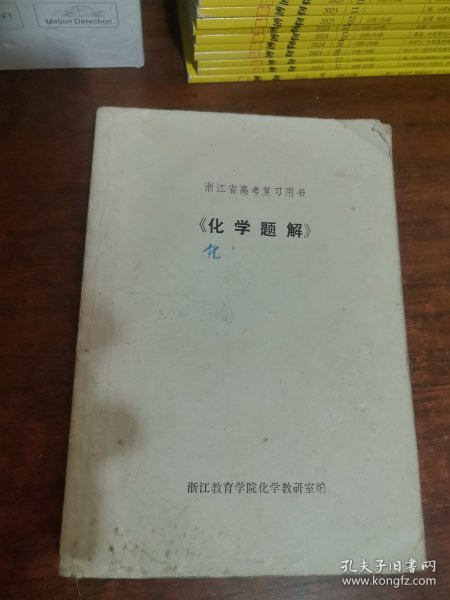 Motion Detection
浙江省高考复习用书
《化学题解》
化
浙江教育学院化学教研室编
孔夫子旧书网
www.kongfz.com